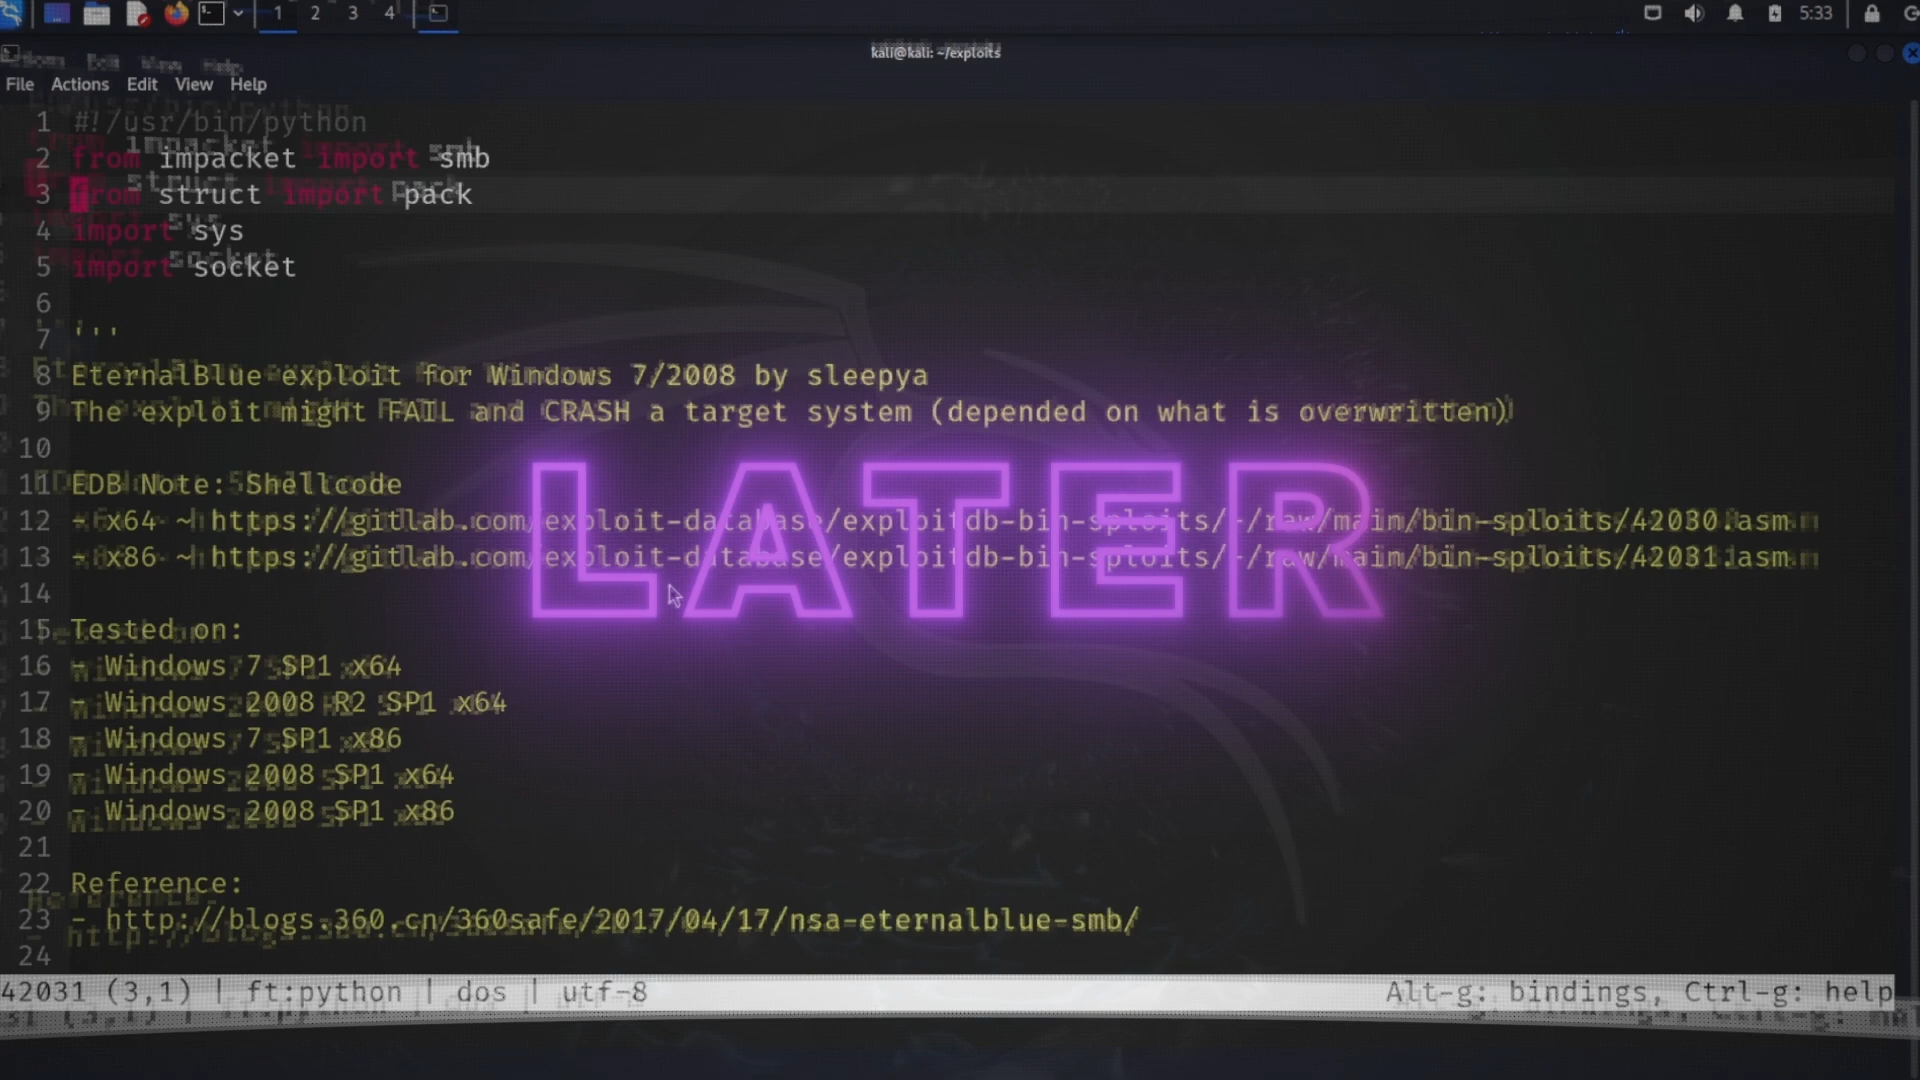 1 2 3 4
5:33
kali@kali: ~/exploits
File Actions Edit View Help
1 #!/usr/bin/python
2 from impacket import smb
3 from struct import pack
4 import sys
5 import socket
6
7 '''
8 EternalBlue exploit for Windows 7/2008 by sleepya
9 The exploit might FAIL and CRASH a target system (depended on what is overwritten)
10
11 EDB Note: Shellcode
12 - x64 ~ https://gitlab.com/exploit-database/exploitdb-bin-sploits/-/raw/main/bin-sploits/42030.asm
13 - x86 ~ https://gitlab.com/exploit-database/exploitdb-bin-sploits/-/raw/main/bin-sploits/42031.asm
LATER
14
15 Tested on:
16 - Windows 7 SP1 x64
17 - Windows 2008 R2 SP1 x64
18 - Windows 7 SP1 x86
19 - Windows 2008 SP1 x64
20 - Windows 2008 SP1 x86
21
22 Reference:
23 - http://blogs.360.cn/360safe/2017/04/17/nsa-eternalblue-smb/
24
42031 (3,1) | ft:python | dos | utf-8 Alt-g: bindings, Ctrl-g: help